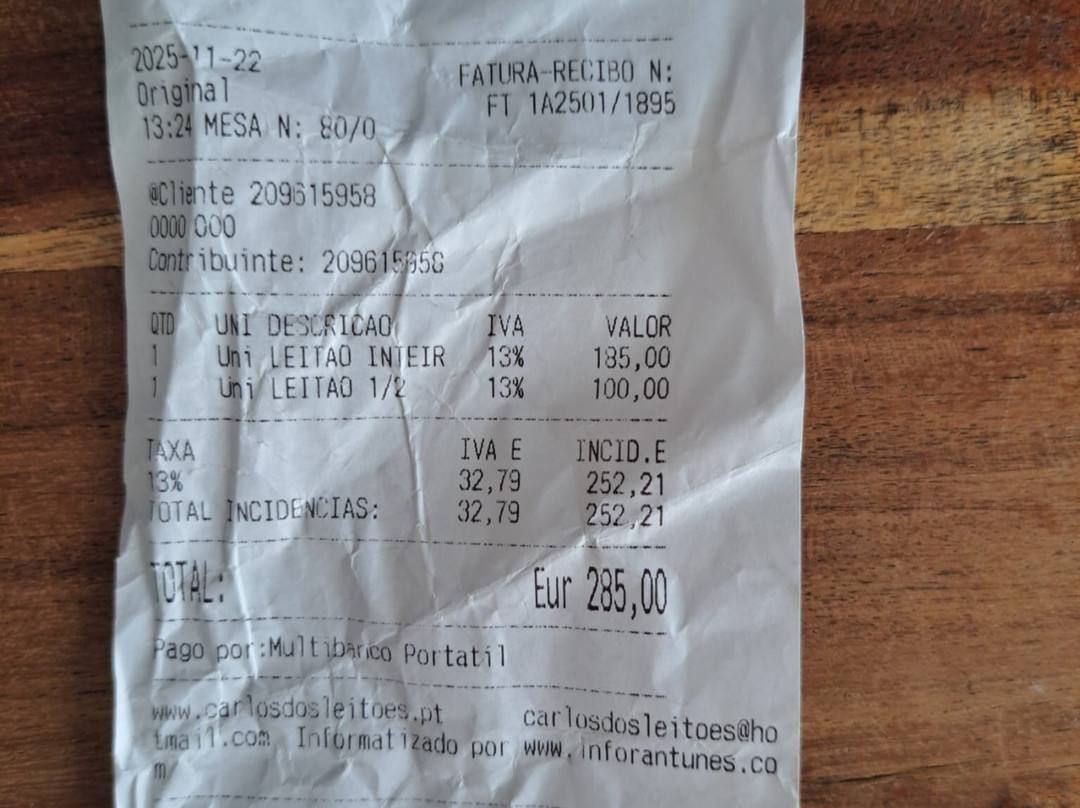 2025-11-22
FATURA-RECIBO N:
Original
FT 1A2501/1895
13:24 MESA N: 80/0
@Cliente 209615958
0000 000
Contribuinte: 209615958
QTD UNI DESCRICAO IVA VALOR
1 Uni LEITAO INTEIR 13% 185,00
1 Uni LEITAO 1/2 13% 100,00
TAXA IVA E INCID.E
13% 32,79 252,21
TOTAL INCIDENCIAS: 32,79 252,21
TOTAL: Eur 285,00
Pago por:Multibanco Portatil
www.carlosdosleitoes.pt carlosdosleitoes@ho
tmail.com Informatizado por www.inforantunes.co
m